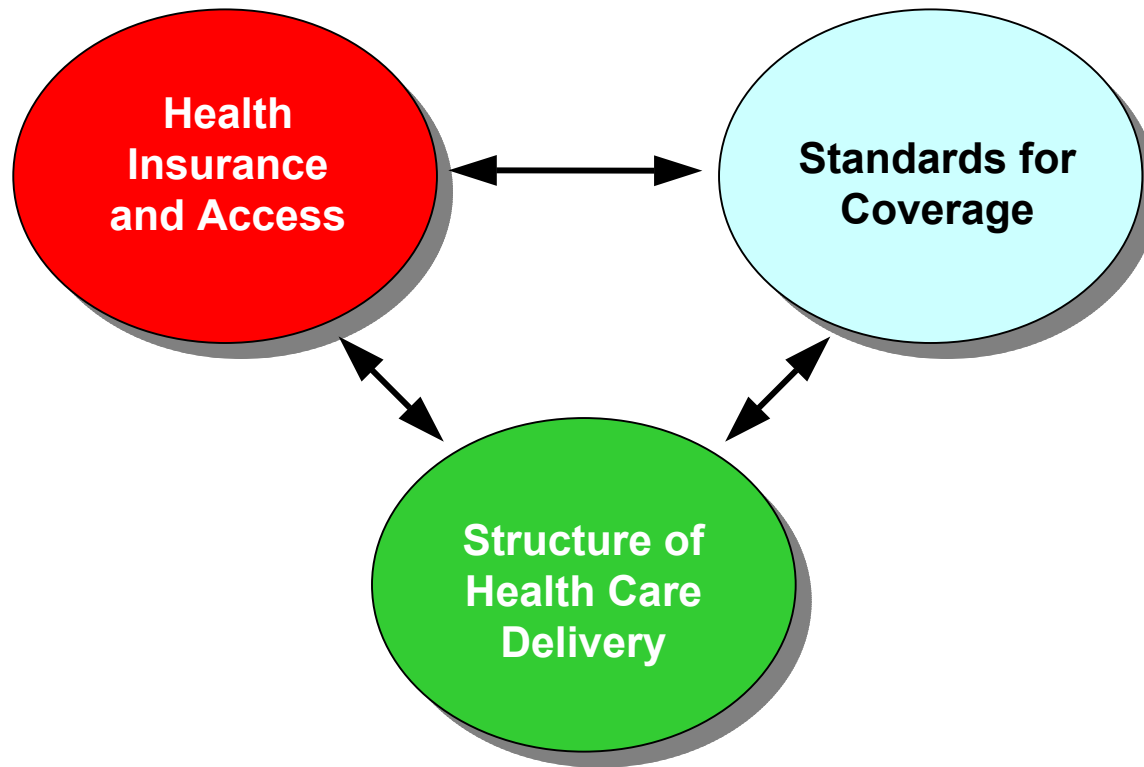 Health
Insurance
and Access
Standards for
Coverage
Structure of
Health Care
Delivery